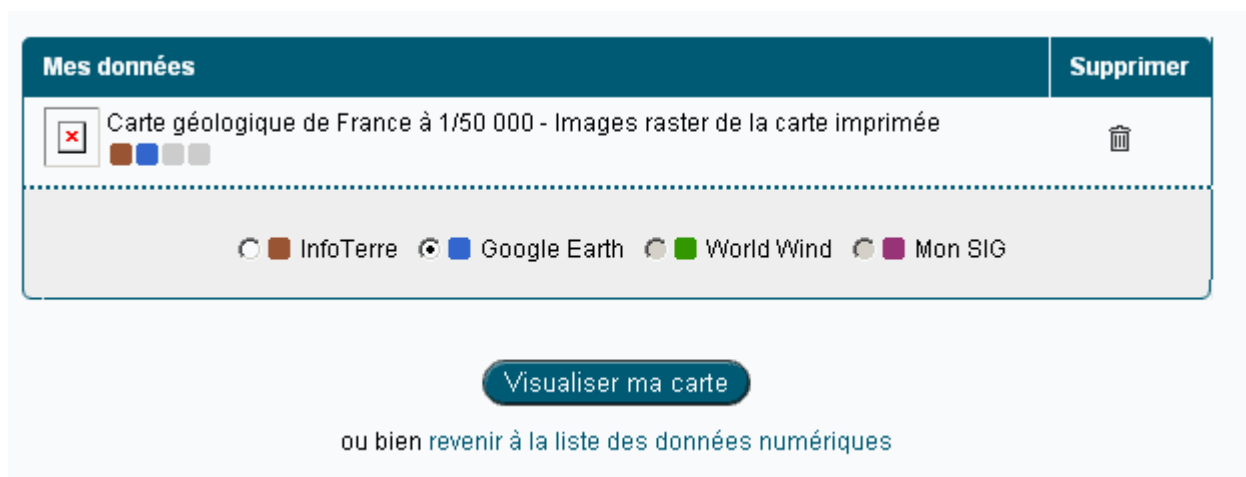 Mes données Supprimer
Carte géologique de France à 1/50 000 - Images raster de la carte imprimée
InfoTerre Google Earth World Wind Mon SIG
Visualiser ma carte
ou bien revenir à la liste des données numériques